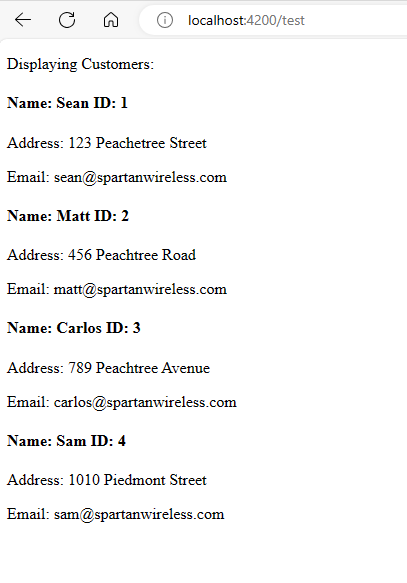 localhost:4200/test
Displaying Customers:
Name: Sean ID: 1
Address: 123 Peachetree Street
Email: sean@spartanwireless.com
Name: Matt ID: 2
Address: 456 Peachtree Road
Email: matt@spartanwireless.com
Name: Carlos ID: 3
Address: 789 Peachtree Avenue
Email: carlos@spartanwireless.com
Name: Sam ID: 4
Address: 1010 Piedmont Street
Email: sam@spartanwireless.com